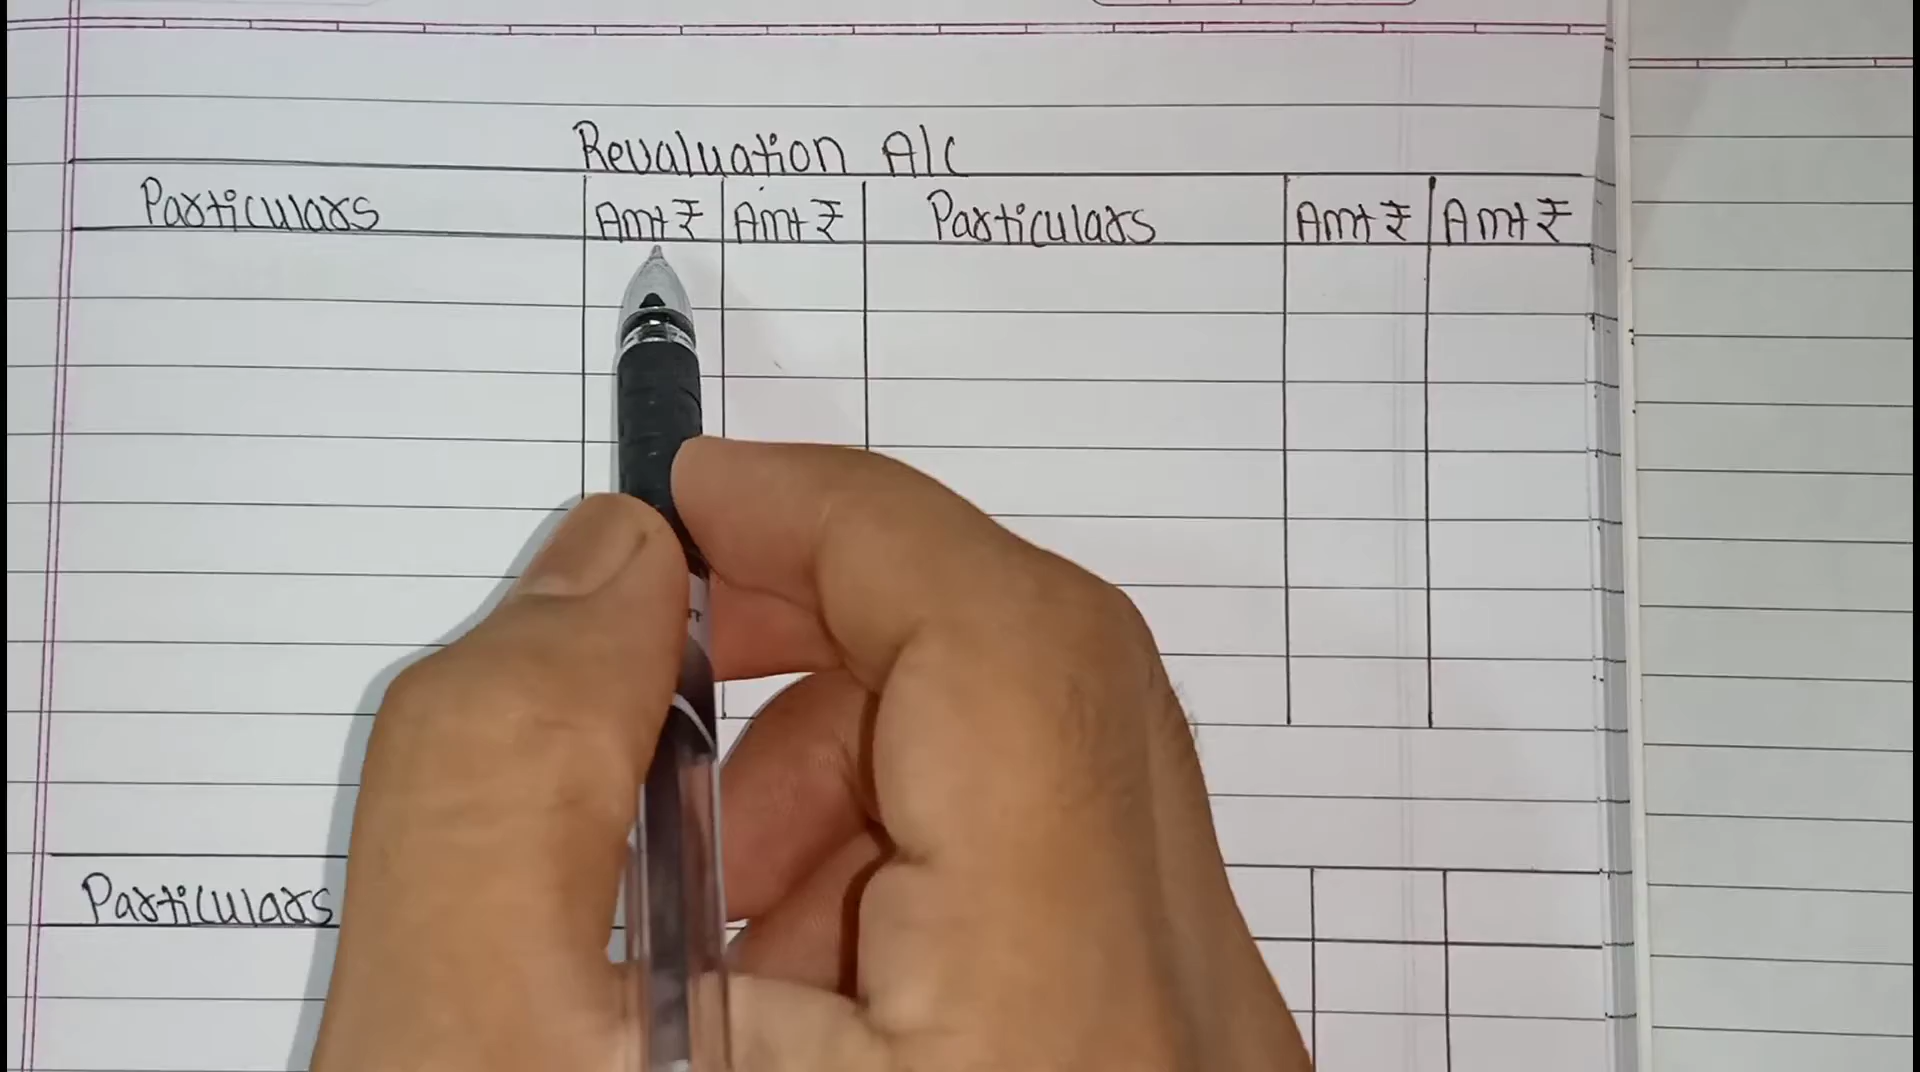 Revaluation A/c
Particulars Amt ₹ Amt ₹ Particulars Amt ₹ Amt ₹
Particulars